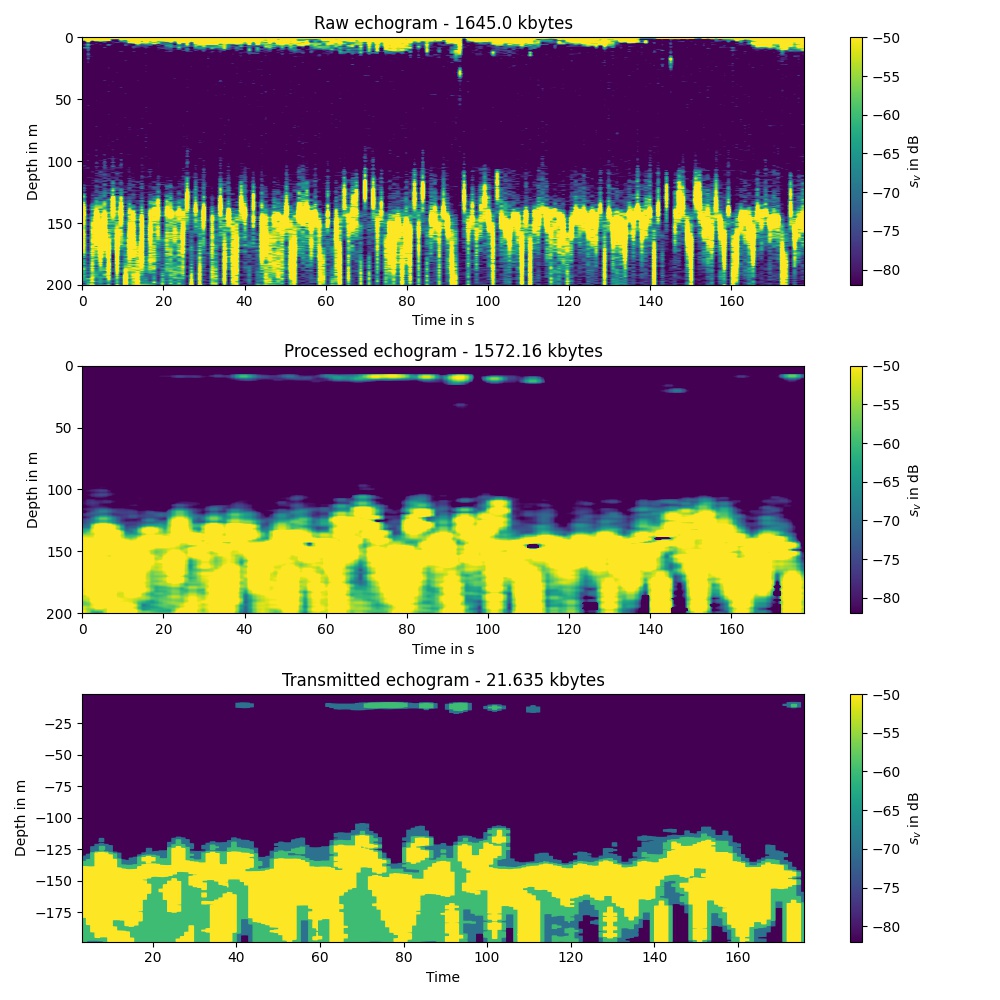 Raw echogram - 1645.0 kbytes
0
50
100
150
200
Depth in m
0 20 40 60 80 100 120 140 160
Time in s
−50
−55
−60
−65
−70
−75
−80
sv in dB
Processed echogram - 1572.16 kbytes
0
50
100
150
200
Depth in m
0 20 40 60 80 100 120 140 160
Time in s
−50
−55
−60
−65
−70
−75
−80
sv in dB
Transmitted echogram - 21.635 kbytes
−25
−50
−75
−100
−125
−150
−175
Depth in m
20 40 60 80 100 120 140 160
Time
−50
−55
−60
−65
−70
−75
−80
sv in dB